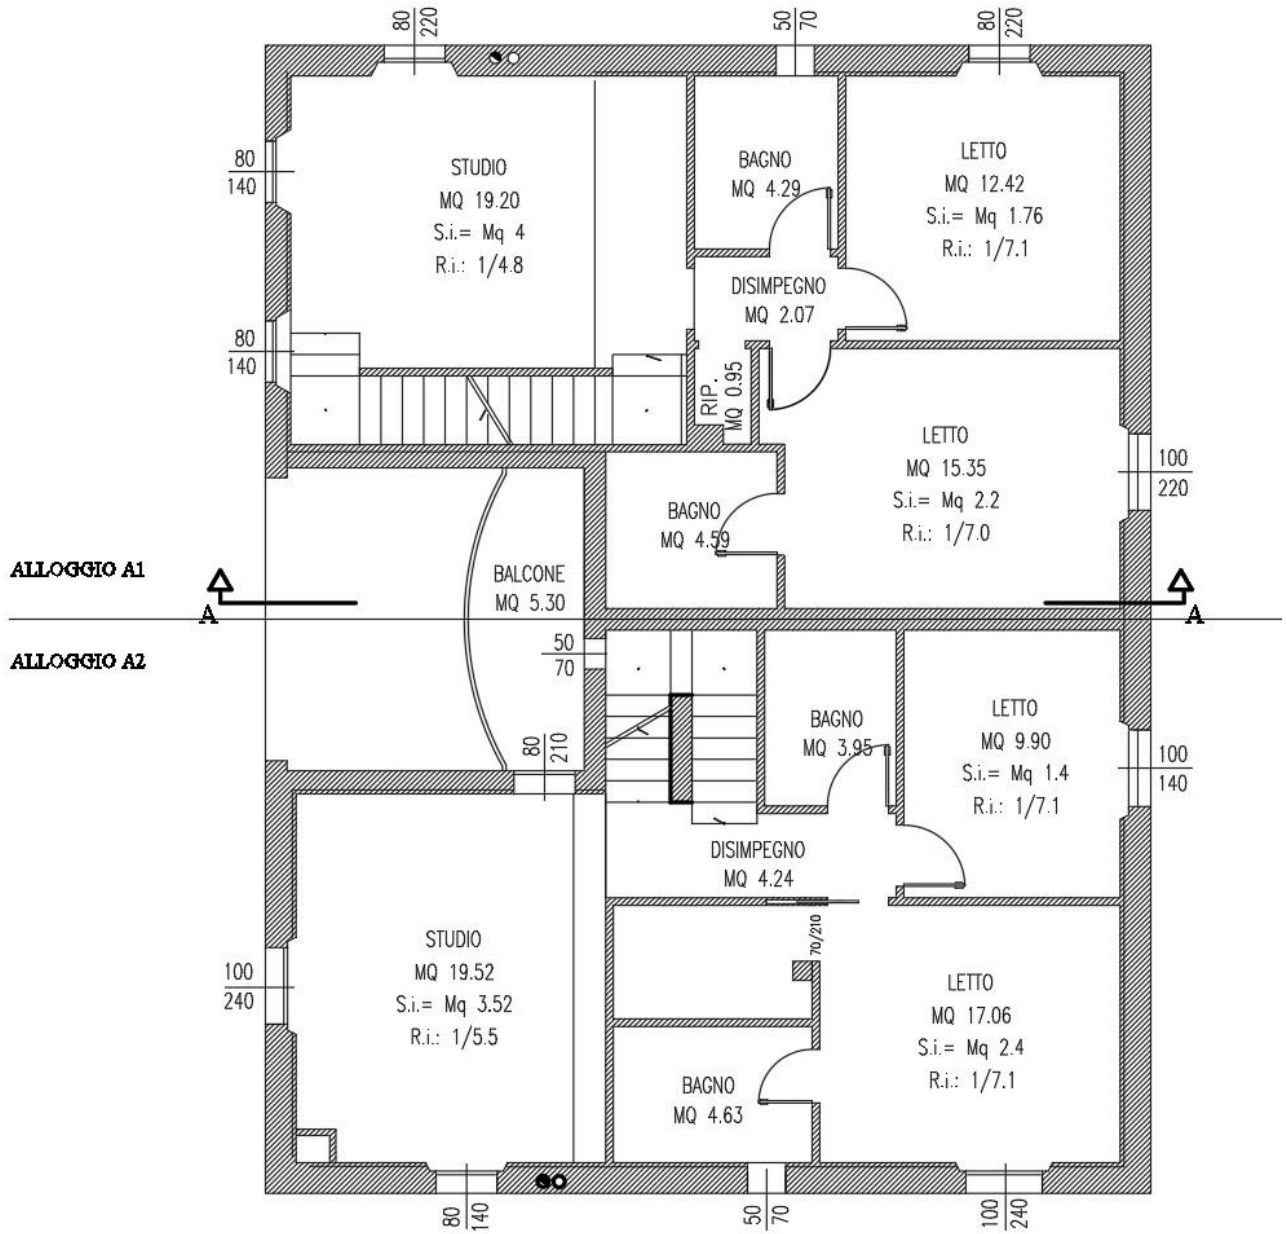 80
220
50
70
80
220
80
140
STUDIO
MQ 19.20
S.i.= Mq 4
R.i.: 1/4.8
BAGNO
MQ 4.29
LETTO
MQ 12.42
S.i.= Mq 1.76
R.i.: 1/7.1
DISIMPEGNO
MQ 2.07
80
140
RIP.
MQ 0.95
LETTO
MQ 15.35
S.i.= Mq 2.2
R.i.: 1/7.0
100
220
BAGNO
MQ 4.59
ALLOGGIO A1
BALCONE
MQ 5.30
A
A
ALLOGGIO A2
50
70
BAGNO
MQ 3.95
LETTO
MQ 9.90
S.i.= Mq 1.4
R.i.: 1/7.1
100
140
80
210
DISIMPEGNO
MQ 4.24
70/210
STUDIO
MQ 19.52
S.i.= Mq 3.52
R.i.: 1/5.5
100
240
LETTO
MQ 17.06
S.i.= Mq 2.4
R.i.: 1/7.1
BAGNO
MQ 4.63
80
140
50
70
100
240